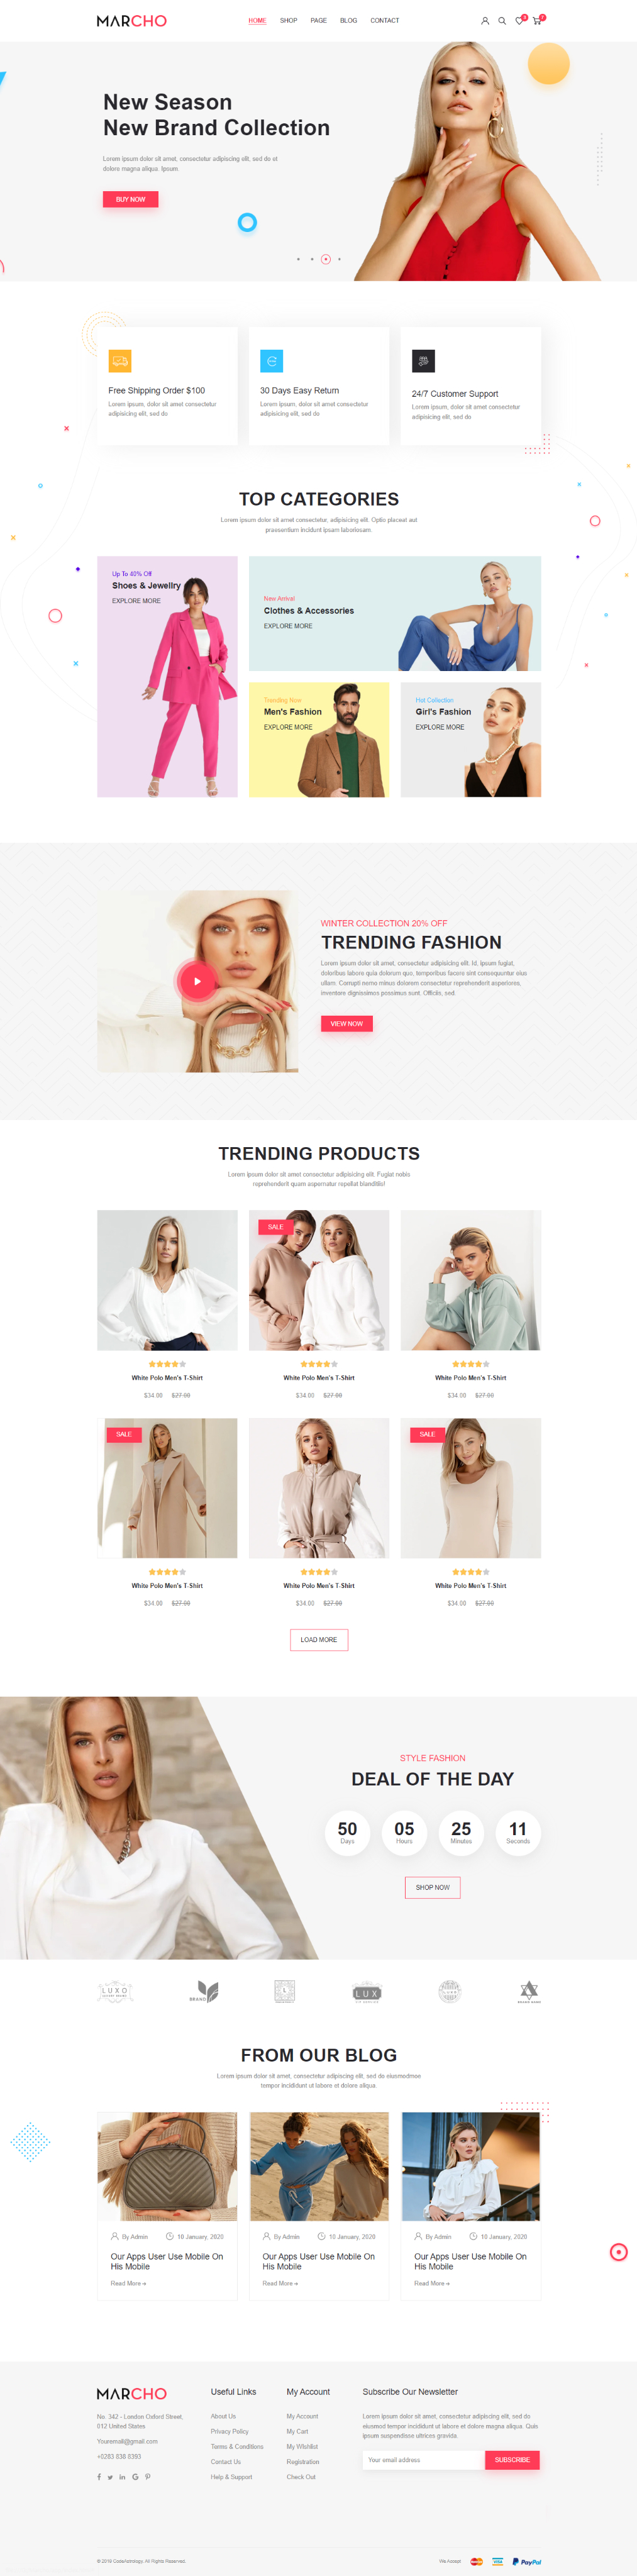 MARCHO
HOME SHOP PAGE BLOG CONTACT
3 7
New Season
New Brand Collection
Lorem ipsum dolor sit amet, consectetur adipiscing elit, sed do et
dolore magna aliqua. Ipsum
BUY NOW
Free Shipping Order $100
Lorem ipsum, dolor sit amet consectetur
adipisicing elit, sed do
30 Days Easy Return
Lorem ipsum, dolor sit amet consectetur
adipisicing elit, sed do
24/7 Customer Support
Lorem ipsum, dolor sit amet consectetur
adipisicing elit, sed do
TOP CATEGORIES
Lorem ipsum dolor sit amet consectetur, adipisicing elit. Optio placeat aut
praesentium incidunt ipsam laboriosam.
Up To 40% Off
Shoes & Jewellry
EXPLORE MORE
New Arrival
Clothes & Accessories
EXPLORE MORE
Trending Now
Men's Fashion
EXPLORE MORE
Hot Collection
Girl's Fashion
EXPLORE MORE
WINTER COLLECTION 20% OFF
TRENDING FASHION
Lorem ipsum dolor sit amet, consectetur adipisicing elit. Id, ipsum fugiat,
doloribus labore quia dolorum quo, temporibus facere sint consequuntur eius
ullam. Corrupti nemo minus dolorem consectetur reprehenderit asperiores,
inventore dignissimos possimus sunt. Officiis, sed.
VIEW NOW
TRENDING PRODUCTS
Lorem ipsum dolor sit amet consectetur adipisicing elit. Fugiat nobis
reprehenderit quam aspernatur repellat blanditiis!
SALE
White Polo Men's T-Shirt
$34.00 $27.00
White Polo Men's T-Shirt
$34.00 $27.00
White Polo Men's T-Shirt
$34.00 $27.00
SALE
SALE
White Polo Men's T-Shirt
$34.00 $27.00
White Polo Men's T-Shirt
$34.00 $27.00
White Polo Men's T-Shirt
$34.00 $27.00
LOAD MORE
STYLE FASHION
DEAL OF THE DAY
50 05 25 11
Days Hours Minutes Seconds
SHOP NOW
LUXO
BRAND
L
LUX
FROM OUR BLOG
Lorem ipsum dolor sit amet, consectetur adipiscing elit, sed do eiusmodtem
tempor incididunt ut labore et dolore aliqua.
By Admin 10 January, 2020
Our Apps User Use Mobile On
His Mobile
Read More
By Admin 10 January, 2020
Our Apps User Use Mobile On
His Mobile
Read More
By Admin 10 January, 2020
Our Apps User Use Mobile On
His Mobile
Read More
MARCHO
No. 342 - London Oxford Street,
012 United States
Youremail@gmail.com
+0283 838 8393
Useful Links
About Us
Privacy Policy
Terms & Conditions
Contact Us
Help & Support
My Account
My Account
My Cart
My Wishlist
Registration
Check Out
Subscribe Our Newsletter
Lorem ipsum dolor sit amet, consectetur adipiscing elit, sed do
eiusmod tempor incididunt ut labore et dolore magna aliqua. Quis
ipsum suspendisse ultrices gravida.
Your email address
SUBSCRIBE
© 2019 CodeAstrology. All Rights Reserved.
We Accept
VISA PayPal